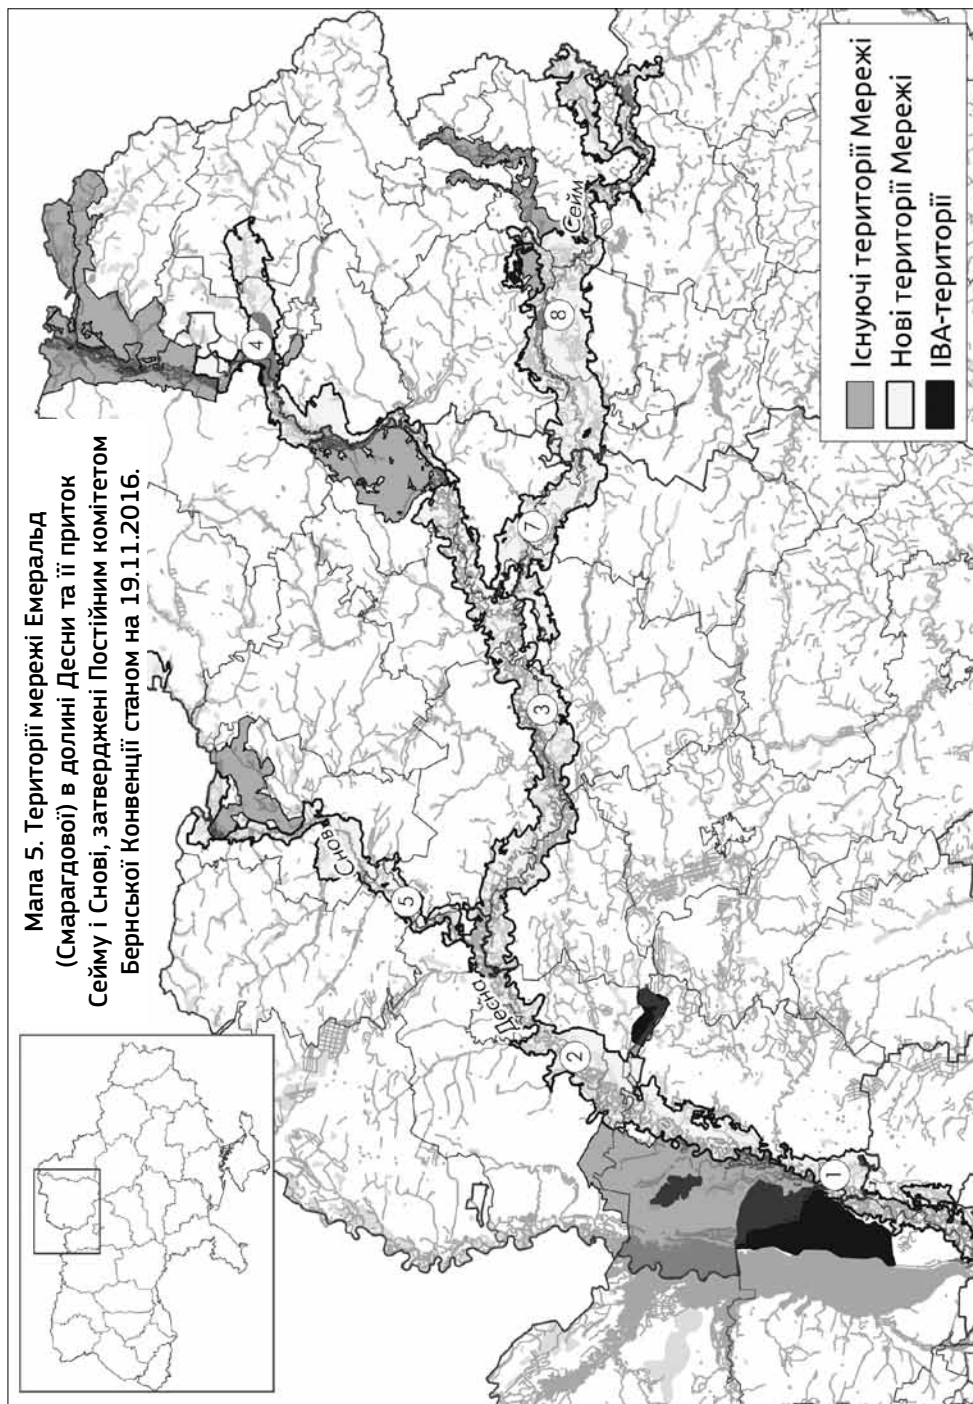 Мапа 5. Території мережі Емеральд
(Смарагдової) в долині Десни та її приток
Сейму і Снові, затверджені Постійним комітетом
Бернської Конвенції станом на 19.11.2016.
4
Сейм
8
7
3
Снов
5
Десна
2
1
Існуючі території Мережі
Нові території Мережі
ІВА-території